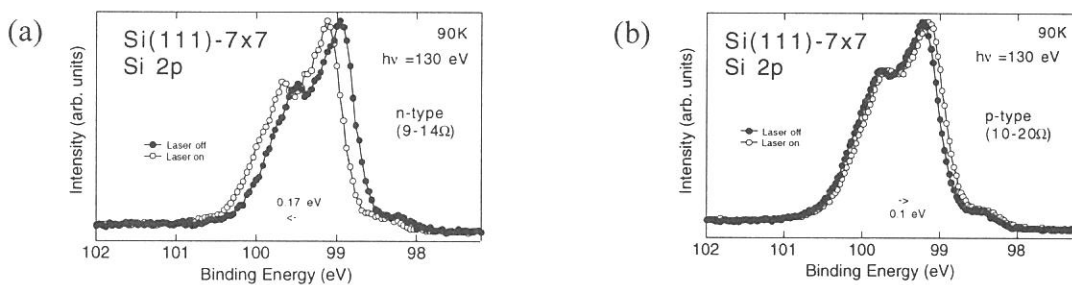 (a)
Si(111)-7x7
Si 2p
90K
hν =130 eV
n-type
(9-14Ω)
Laser off
Laser on
0.17 eV
<-
Intensity (arb. units)
102
101
100
99
98
Binding Energy (eV)
(b)
Si(111)-7x7
Si 2p
90K
hν =130 eV
p-type
(10-20Ω)
Laser off
Laser on
->
0.1 eV
Intensity (arb. units)
102
101
100
99
98
Binding Energy (eV)